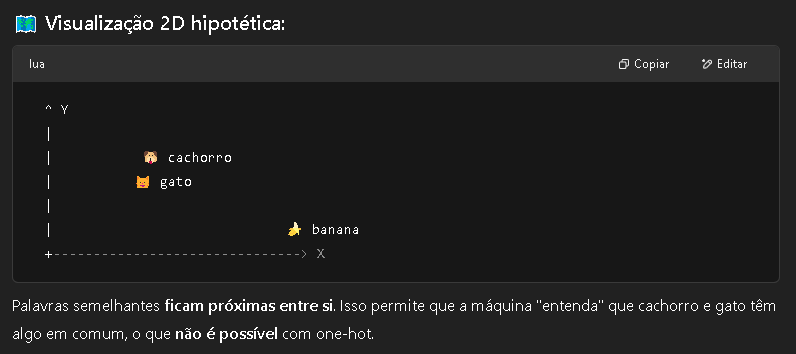 🗺️ Visualização 2D hipotética:
lua Copiar Editar
^ Y
|
| 🐶 cachorro
| 🐱 gato
|
| 🍌 banana
+-------------------------------> X
Palavras semelhantes ficam próximas entre si. Isso permite que a máquina "entenda" que cachorro e gato têm
algo em comum, o que não é possível com one-hot.